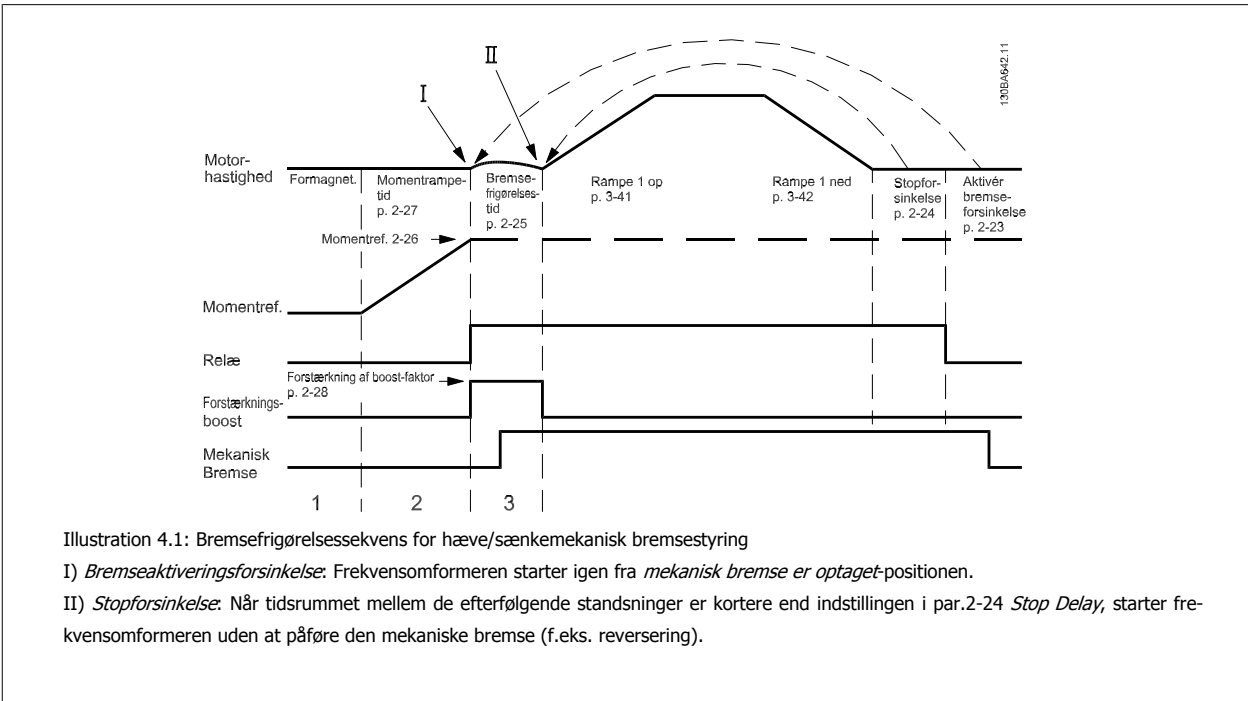 130BA642.11
II
I
Motor-
hastighed
Formagnet.
Momentrampe-
tid
p. 2-27
Bremse-
frigørelses-
tid
p. 2-25
Rampe 1 op
p. 3-41
Rampe 1 ned
p. 3-42
Stopfor-
sinkelse
p. 2-24
Aktivér
bremse-
forsinkelse
p. 2-23
Momentref. 2-26
Momentref.
Relæ
Forstærkning af boost-faktor
p. 2-28
Forstærknings-
boost
Mekanisk
Bremse
1 2 3
Illustration 4.1: Bremsefrigørelsessekvens for hæve/sænkemekanisk bremsestyring
I) Bremseaktiveringsforsinkelse: Frekvensomformeren starter igen fra mekanisk bremse er optaget-positionen.
II) Stopforsinkelse: Når tidsrummet mellem de efterfølgende standsninger er kortere end indstillingen i par.2-24 Stop Delay, starter fre-
kvensomformeren uden at påføre den mekaniske bremse (f.eks. reversering).